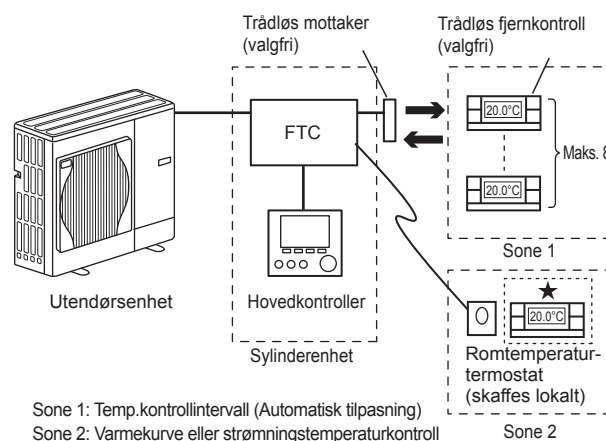 Trådløs mottaker
(valgfri)
Trådløs fjernkontroll
(valgfri)
FTC
20.0°C
Maks. 8
20.0°C
Sone 1
Utendørsenhet
Hovedkontroller
Sylinderenhet
20.0°C
Romtemperatur-
termostat
(skaffes lokalt)
Sone 2
Sone 1: Temp.kontrollintervall (Automatisk tilpasning)
Sone 2: Varmekurve eller strømningstemperaturkontroll